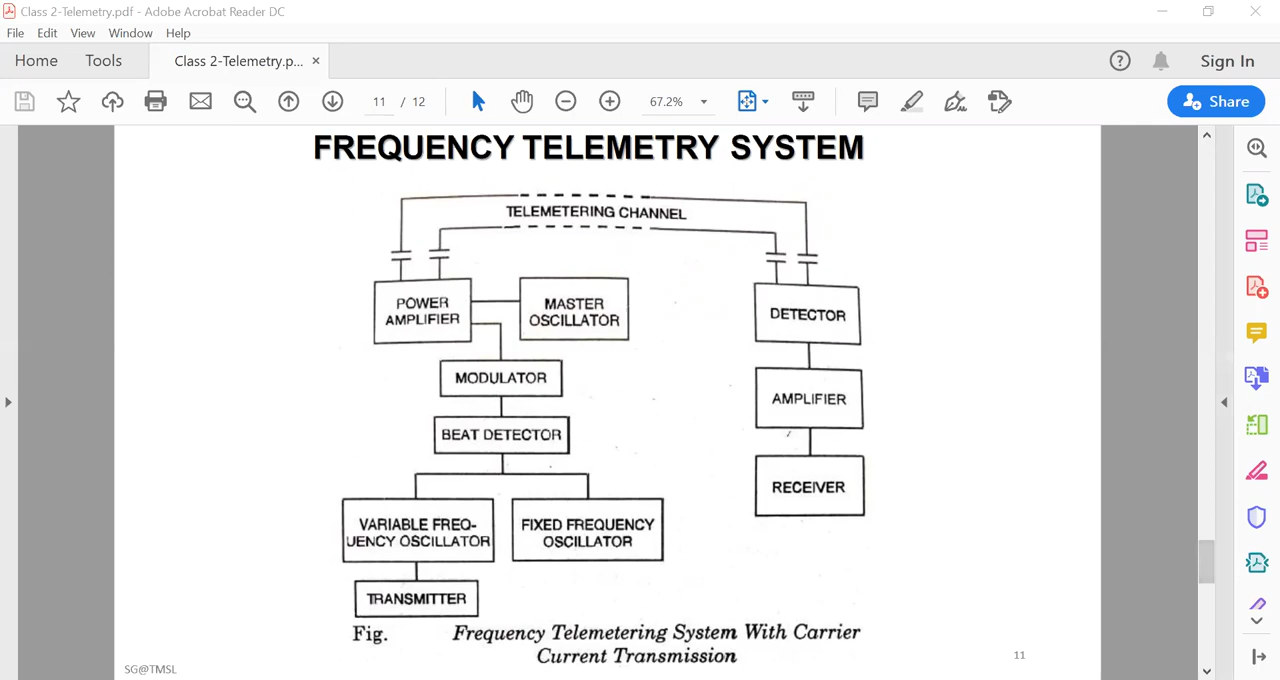 Class 2-Telemetry.pdf - Adobe Acrobat Reader DC
File Edit View Window Help
Home Tools Class 2-Telemetry.p... × Sign In
11 / 12 67.2% Share
FREQUENCY TELEMETRY SYSTEM
TELEMETERING CHANNEL
POWER
AMPLIFIER
MASTER
OSCILLATOR
DETECTOR
MODULATOR
AMPLIFIER
BEAT DETECTOR
RECEIVER
VARIABLE FREQ-
UENCY OSCILLATOR
FIXED FREQUENCY
OSCILLATOR
TRANSMITTER
Fig. Frequency Telemetering System With Carrier
Current Transmission
11
SG@TMSL